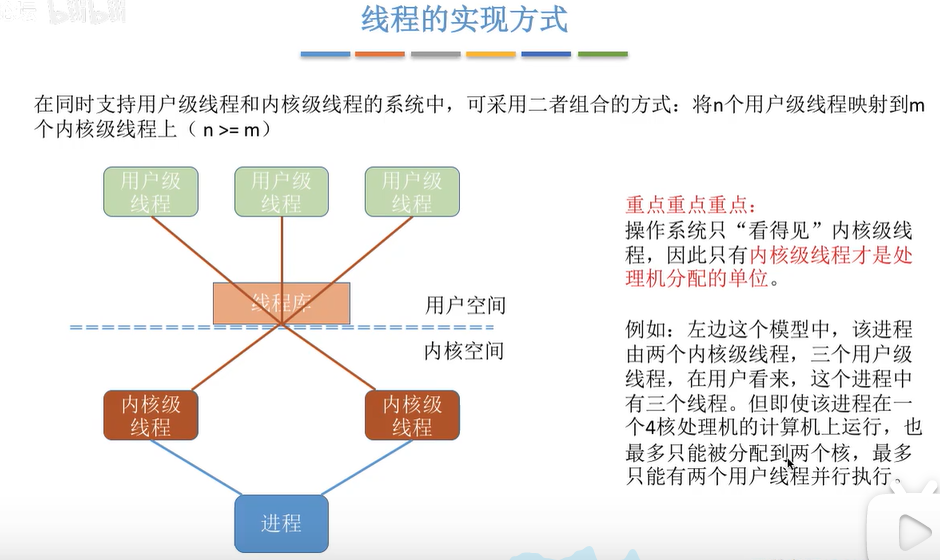 bilibili
线程的实现方式
在同时支持用户级线程和内核级线程的系统中，可采用二者组合的方式：将n个用户级线程映射到m
个内核级线程上（ n >= m）
用户级
线程
用户级
线程
用户级
线程
线程库
用户空间
内核空间
内核级
线程
内核级
线程
进程
重点重点重点：
操作系统只“看得见”内核级线
程，因此只有内核级线程才是处
理机分配的单位。
例如：左边这个模型中，该进程
由两个内核级线程，三个用户级
线程，在用户看来，这个进程中
有三个线程。但即使该进程在一
个4核处理机的计算机上运行，也
最多只能被分配到两个核，最多
只能有两个用户线程并行执行。